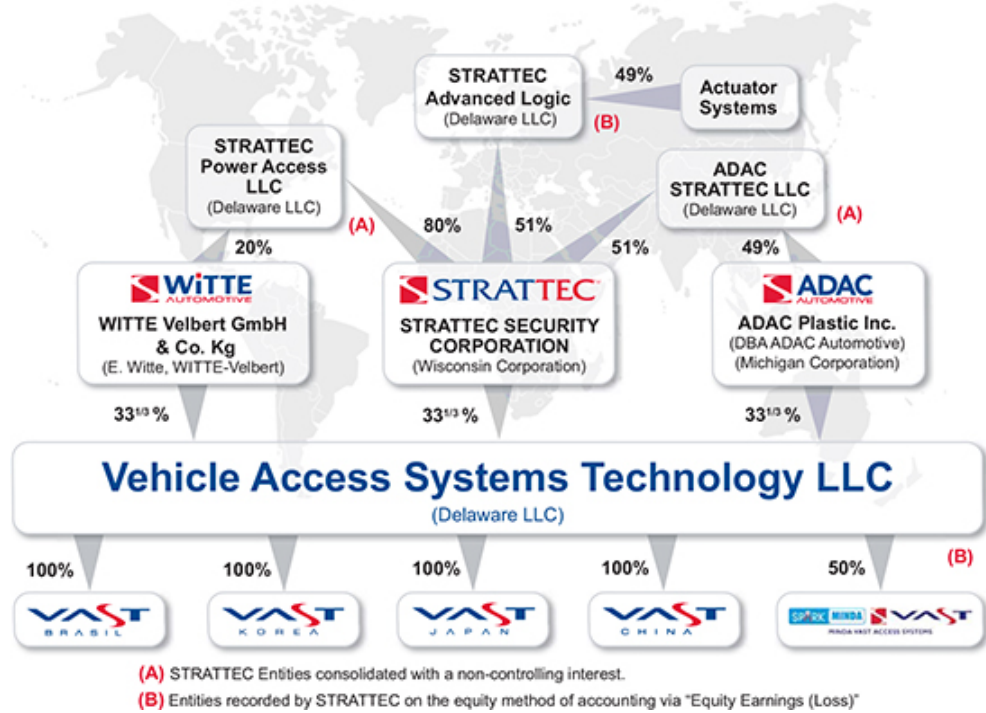 STRATTEC
Advanced Logic
(Delaware LLC)
49%
(B)
Actuator
Systems
STRATTEC
Power Access
LLC
(Delaware LLC)
(A)
ADAC
STRATTEC LLC
(Delaware LLC)
(A)
20%
80%
51%
51%
49%
WiTTE
AUTOMOTIVE
WITTE Velbert GmbH
& Co. Kg
(E. Witte, WITTE-Velbert)
STRATTEC
STRATTEC SECURITY
CORPORATION
(Wisconsin Corporation)
ADAC
AUTOMOTIVE
ADAC Plastic Inc.
(DBA ADAC Automotive)
(Michigan Corporation)
33 1/3 %
33 1/3 %
33 1/3 %
Vehicle Access Systems Technology LLC
(Delaware LLC)
(B)
100%
100%
100%
100%
50%
VAST
BRASIL
VAST
KOREA
VAST
JAPAN
VAST
CHINA
SPARK MINDA VAST
MINDA VAST ACCESS SYSTEMS
(A) STRATTEC Entities consolidated with a non-controlling interest.
(B) Entities recorded by STRATTEC on the equity method of accounting via “Equity Earnings (Loss)”